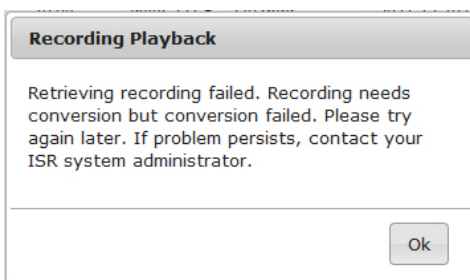 Recording Playback
Retrieving recording failed. Recording needs
conversion but conversion failed. Please try
again later. If problem persists, contact your
ISR system administrator.
Ok